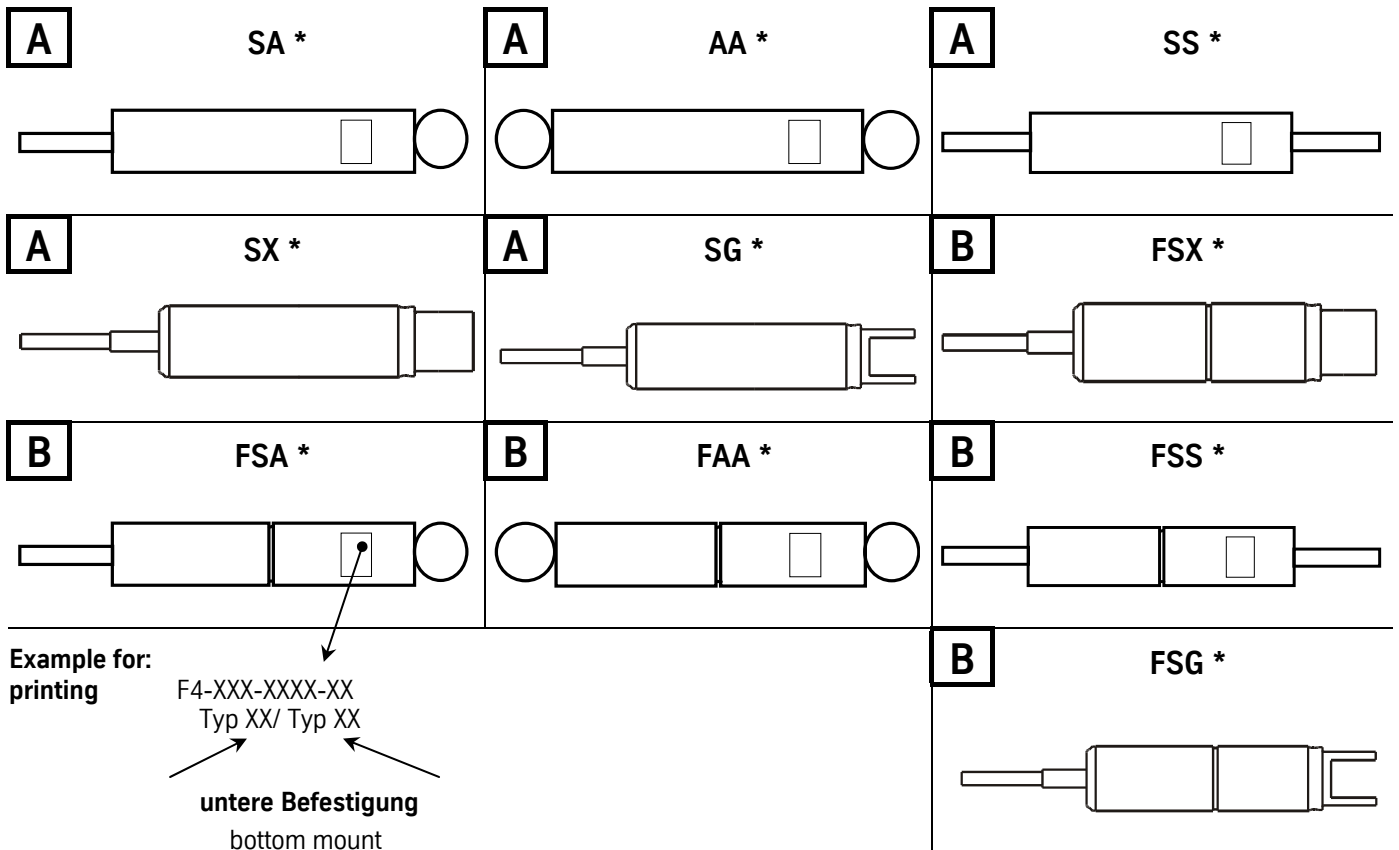 A SA * A AA * A SS *
A SX * A SG * B FSX *
B FSA * B FAA * B FSS *
B FSG *
Example for:
printing
F4-XXX-XXXX-XX
Typ XX/ Typ XX
untere Befestigung
bottom mount